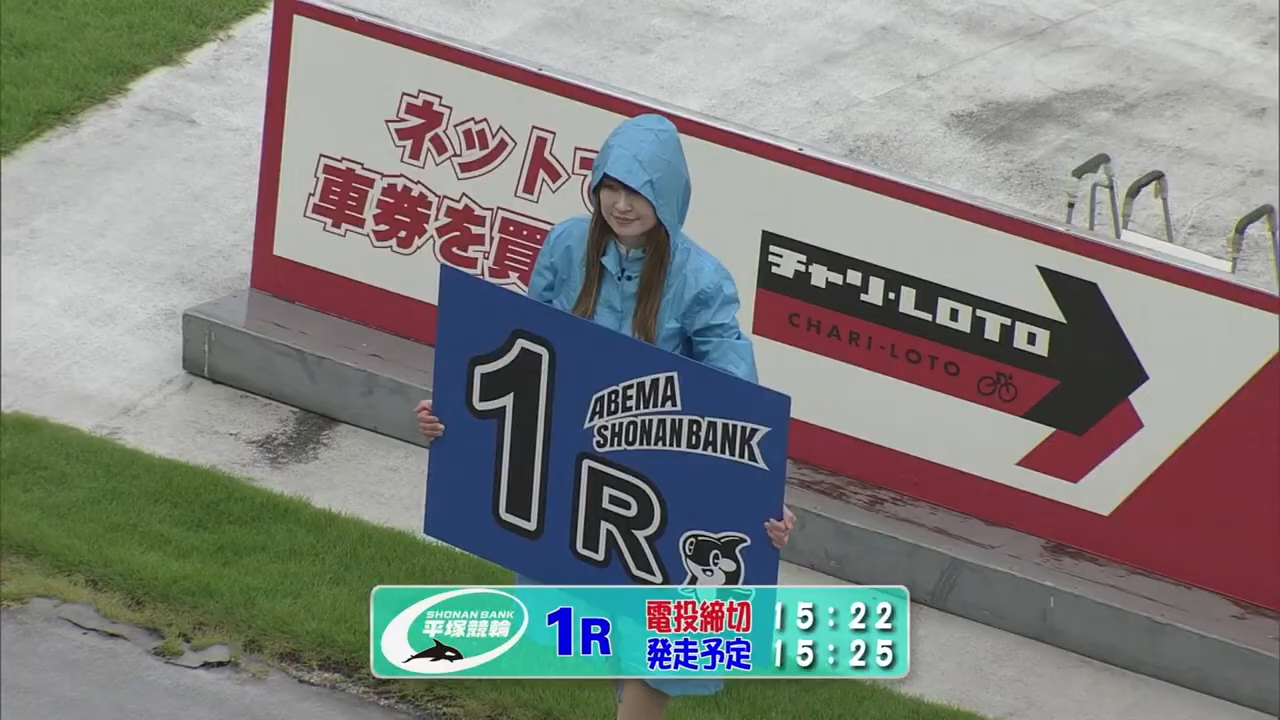 ネットで
車券を買
チャリ・LOTO
CHARI-LOTO
1R
ABEMA
SHONAN BANK
SHONAN BANK
平塚競輪
1R
電投締切 15:22
発走予定 15:25